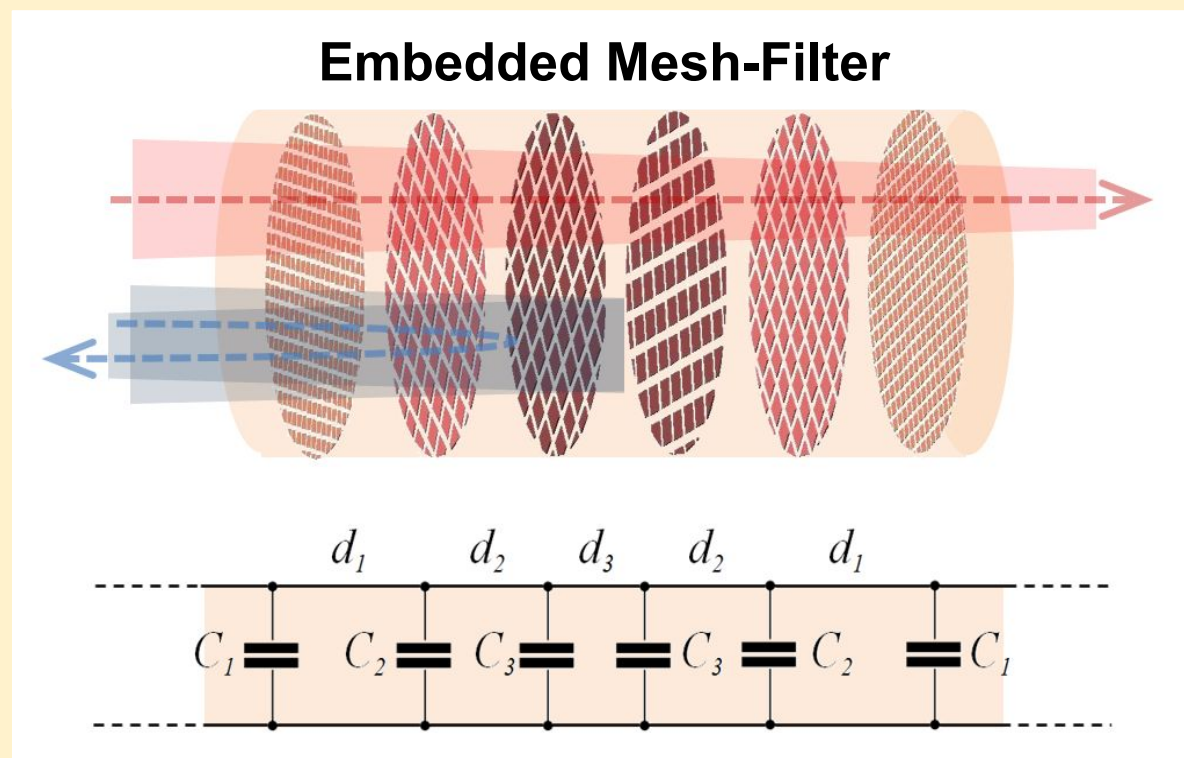 Embedded Mesh-Filter
d₁ d₂ d₃ d₂ d₁
C₁ C₂ C₃ C₃ C₂ C₁